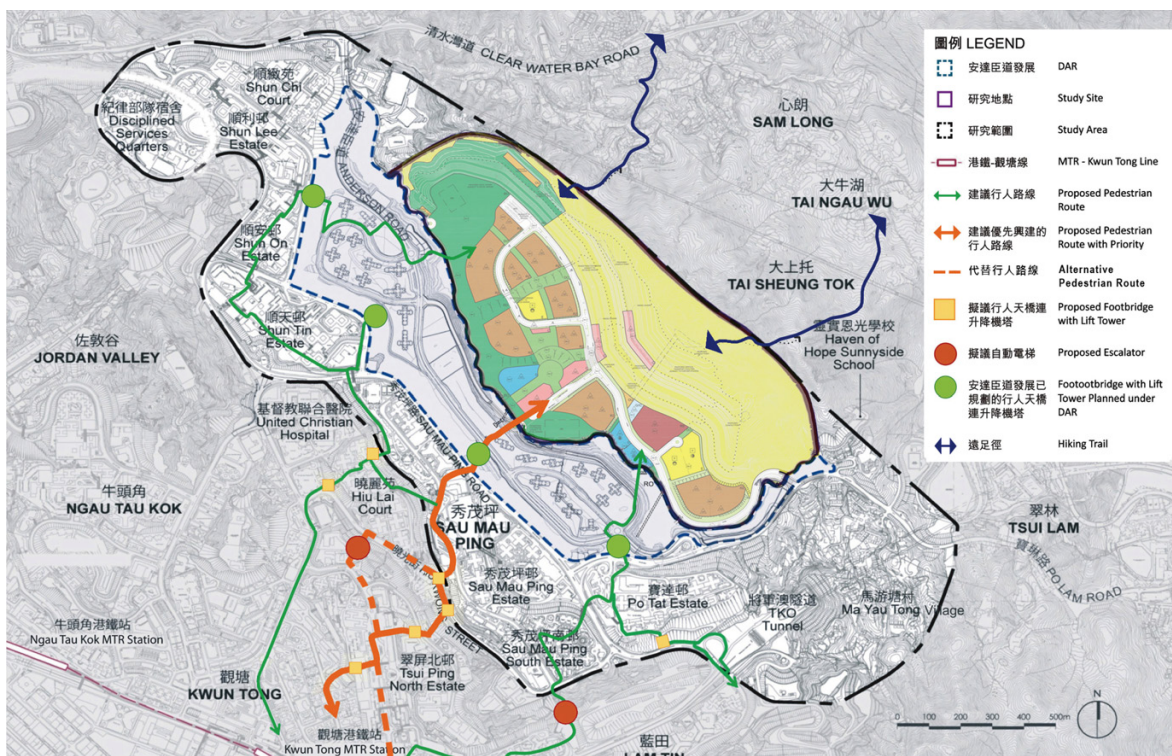 清水灣道 CLEAR WATER BAY ROAD
順緻苑
Shun Chi
Court
紀律部隊宿舍
Disciplined
Services
Quarters
順利邨
Shun Lee
Estate
安達臣道 ANDERSON ROAD
心朗
SAM LONG
大牛湖
TAI NGAU WU
順安邨
Shun On
Estate
大上托
TAI SHEUNG TOK
靈實恩光學校
Haven of
Hope Sunnyside
School
佐敦谷
JORDAN VALLEY
順天邨
Shun Tin
Estate
基督教聯合醫院
United Christian
Hospital
秀茂坪路 SAU MAU PING ROAD
牛頭角
NGAU TAU KOK
曉麗苑
Hiu Lai
Court
秀茂坪
SAU MAU
PING
翠林
TSUI LAM
寶琳路 PO LAM ROAD
秀茂坪邨
Sau Mau Ping
Estate
寶達邨
Po Tat Estate
將軍澳隧道
TKO
Tunnel
馬游塘村
Ma Yau Tong Village
牛頭角港鐵站
Ngau Tau Kok MTR Station
STREET
秀茂坪南邨
Sau Mau Ping
South Estate
翠屏北邨
Tsui Ping
North Estate
觀塘
KWUN TONG
觀塘港鐵站
Kwun Tong MTR Station
藍田
LAM TIN
圖例 LEGEND
安達臣道發展 DAR
研究地點 Study Site
研究範圍 Study Area
港鐵-觀塘線 MTR - Kwun Tong Line
建議行人路線 Proposed Pedestrian
Route
建議優先興建的 Proposed Pedestrian
行人路線 Route with Priority
代替行人路線 Alternative
Pedestrian Route
擬議行人天橋連 Proposed Footbridge
升降機塔 with Lift Tower
擬議自動電梯 Proposed Escalator
安達臣道發展已 Footootbridge with Lift
規劃的行人天橋 Tower Planned under
連升降機塔 DAR
遠足徑 Hiking Trail
N
0 100 200 300 400 500m